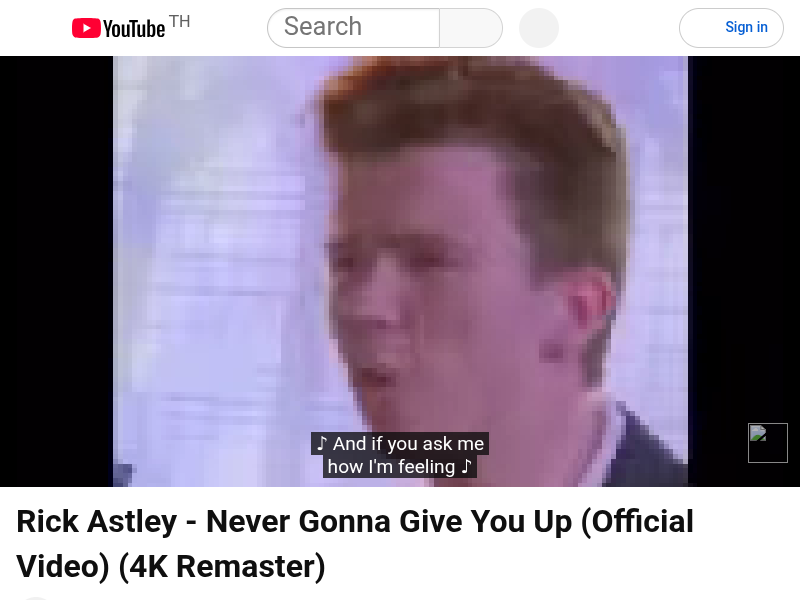 YouTube TH
Search
Sign in
♪ And if you ask me
how I'm feeling ♪
Rick Astley - Never Gonna Give You Up (Official
Video) (4K Remaster)